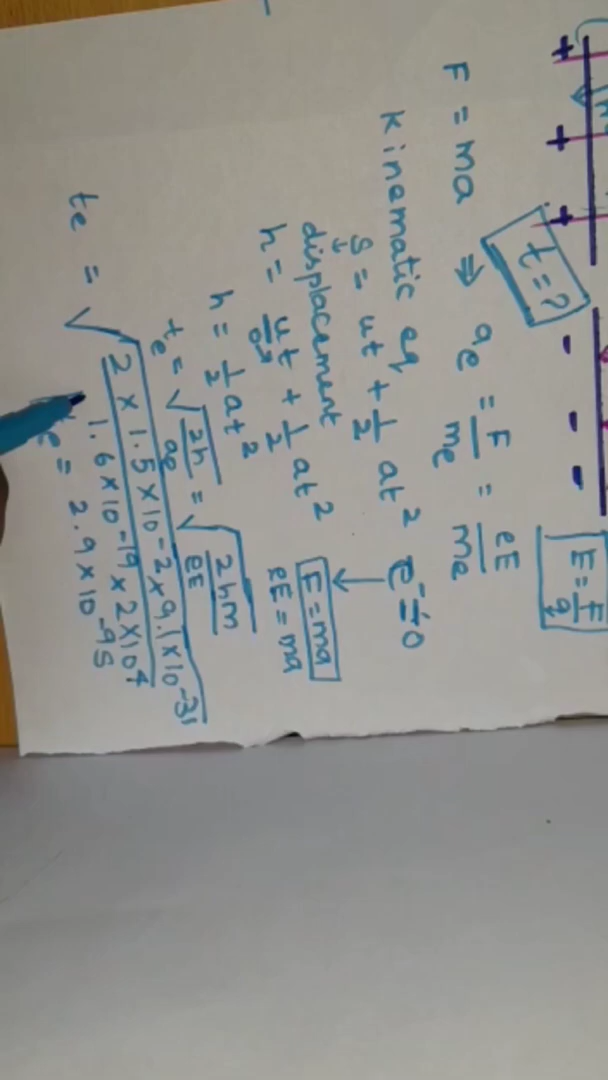 + + + - - -
t = ?
E = F/q
F = ma ⇒ ae = F/me = eE/me
Kinematic eq
s = ut + 1/2 at² e⁻ ⇒ 0
↓
displacement
F = ma
h = ut/0 + 1/2 at² eE = ma
h = 1/2 at²
te = √(2h/ae) = √(2hm/eE)
te = √(2 × 1.5 × 10⁻² × 9.1 × 10⁻³¹ / 1.6 × 10⁻¹⁹ × 2 × 10⁴)
te = 2.9 × 10⁻⁹ s